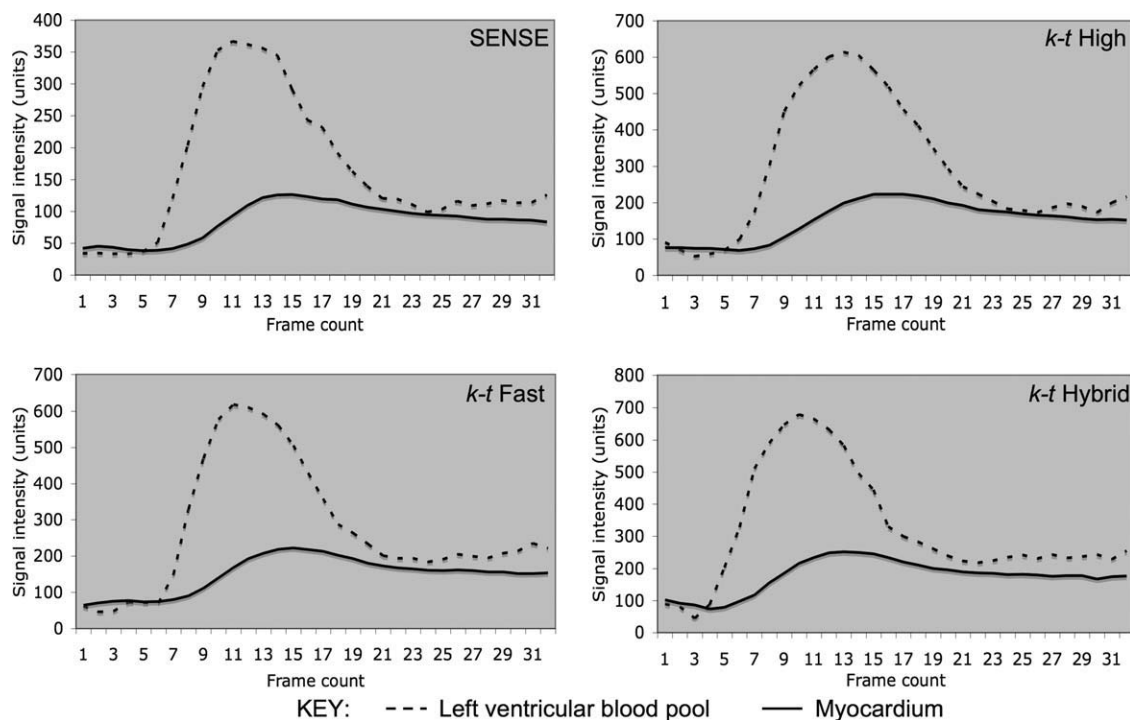 SENSE
Signal intensity (units)
400
350
300
250
200
150
100
50
0
1 3 5 7 9 11 13 15 17 19 21 23 25 27 29 31
Frame count
k-t High
Signal intensity (units)
700
600
500
400
300
200
100
0
1 3 5 7 9 11 13 15 17 19 21 23 25 27 29 31
Frame count
k-t Fast
Signal intensity (units)
700
600
500
400
300
200
100
0
1 3 5 7 9 11 13 15 17 19 21 23 25 27 29 31
Frame count
k-t Hybrid
Signal intensity (units)
800
700
600
500
400
300
200
100
0
1 3 5 7 9 11 13 15 17 19 21 23 25 27 29 31
Frame count
KEY: Left ventricular blood pool Myocardium